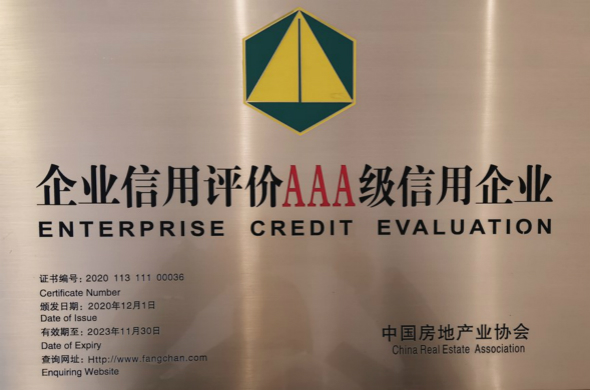 企业信用评价AAA级信用企业
ENTERPRISE CREDIT EVALUATION
证书编号：2020 113 111 00036
Certificate Number
颁发日期：2020年12月1日
Date of Issue
有效期至：2023年11月30日
Date of Expiry
查询网址：Http://www.fangchan.com
Enquiring Website
中国房地产业协会
China Real Estate Association